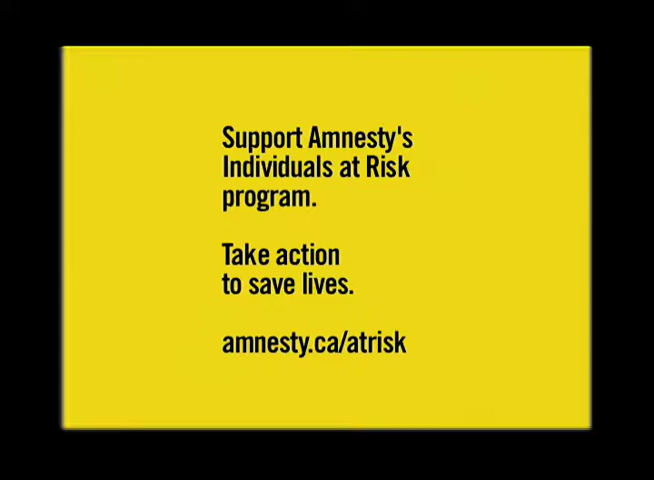 Support Amnesty's
Individuals at Risk
program.
Take action
to save lives.
amnesty.ca/atrisk